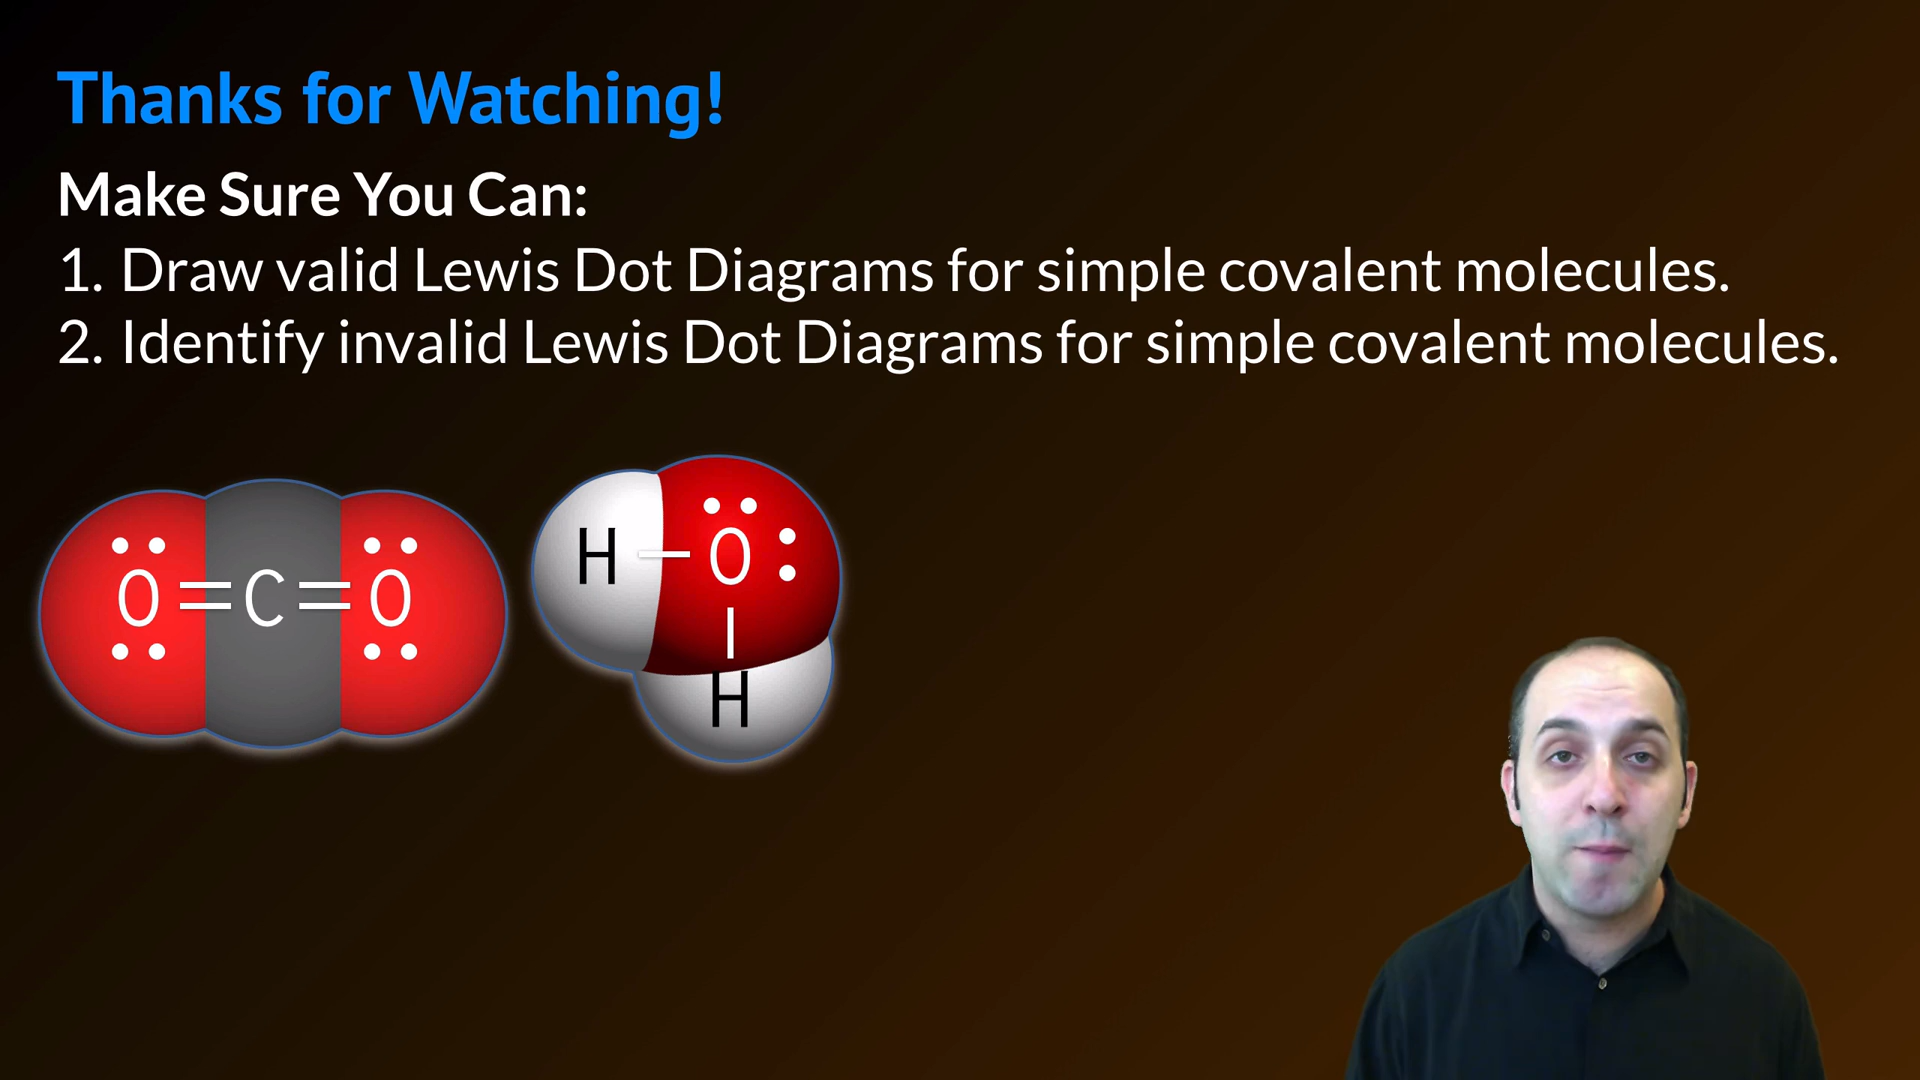 Thanks for Watching!
Make Sure You Can:
1. Draw valid Lewis Dot Diagrams for simple covalent molecules.
2. Identify invalid Lewis Dot Diagrams for simple covalent molecules.
O=C=O
H–O
H